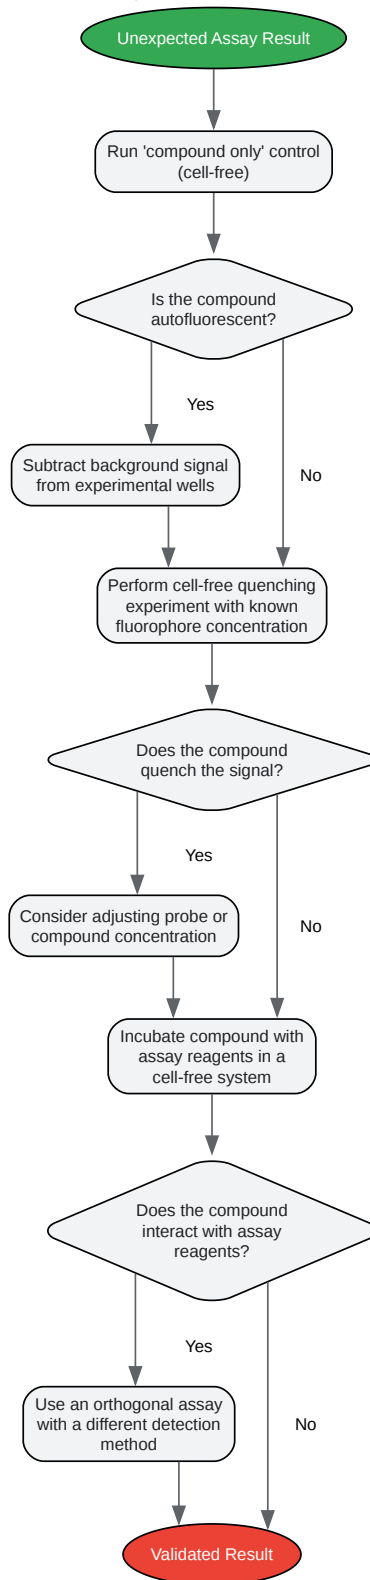 Unexpected Assay Result
Run 'compound only' control
(cell-free)
Is the compound
autofluorescent?
Yes
Subtract background signal
from experimental wells
No
Perform cell-free quenching
experiment with known
fluorophore concentration
Does the compound
quench the signal?
Yes
Consider adjusting probe or
compound concentration
No
Incubate compound with
assay reagents in a
cell-free system
Does the compound
interact with assay
reagents?
Yes
Use an orthogonal assay
with a different detection
method
No
Validated Result